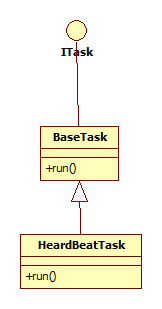 ITask
BaseTask
+run()
HeardBeatTask
+run()